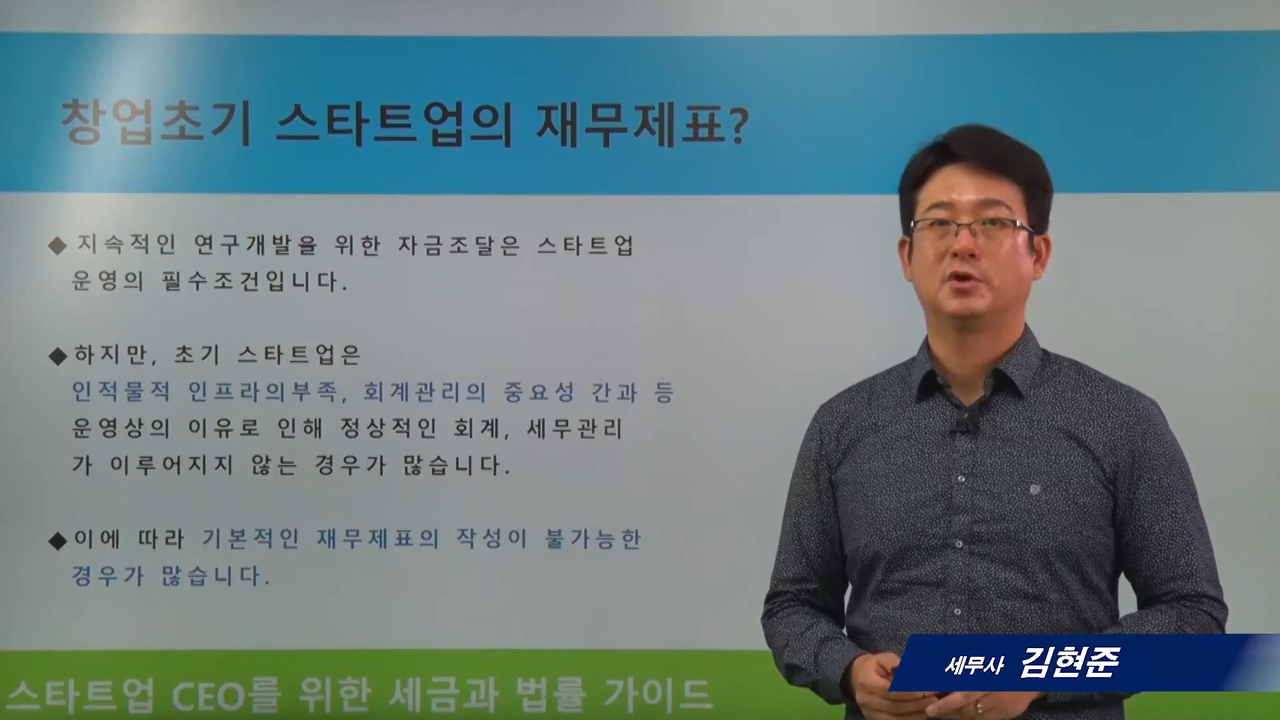 창업초기 스타트업의 재무제표?
◆ 지속적인 연구개발을 위한 자금조달은 스타트업
운영의 필수조건입니다.
◆하지만, 초기 스타트업은
인적물적 인프라의부족, 회계관리의 중요성 간과 등
운영상의 이유로 인해 정상적인 회계, 세무관리
가 이루어지지 않는 경우가 많습니다.
◆이에 따라 기본적인 재무제표의 작성이 불가능한
경우가 많습니다.
세무사 김현준
스타트업 CEO를 위한 세금과 법률 가이드